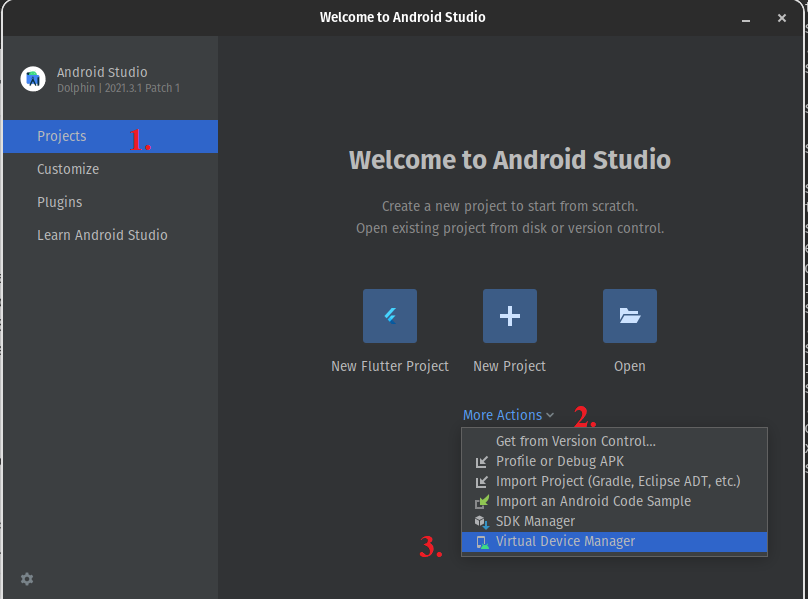 Welcome to Android Studio
Android Studio
Dolphin | 2021.3.1 Patch 1
Projects 1.
Customize
Plugins
Learn Android Studio
Welcome to Android Studio
Create a new project to start from scratch.
Open existing project from disk or version control.
New Flutter Project New Project Open
More Actions 2.
Get from Version Control...
Profile or Debug APK
Import Project (Gradle, Eclipse ADT, etc.)
Import an Android Code Sample
SDK Manager
3. Virtual Device Manager